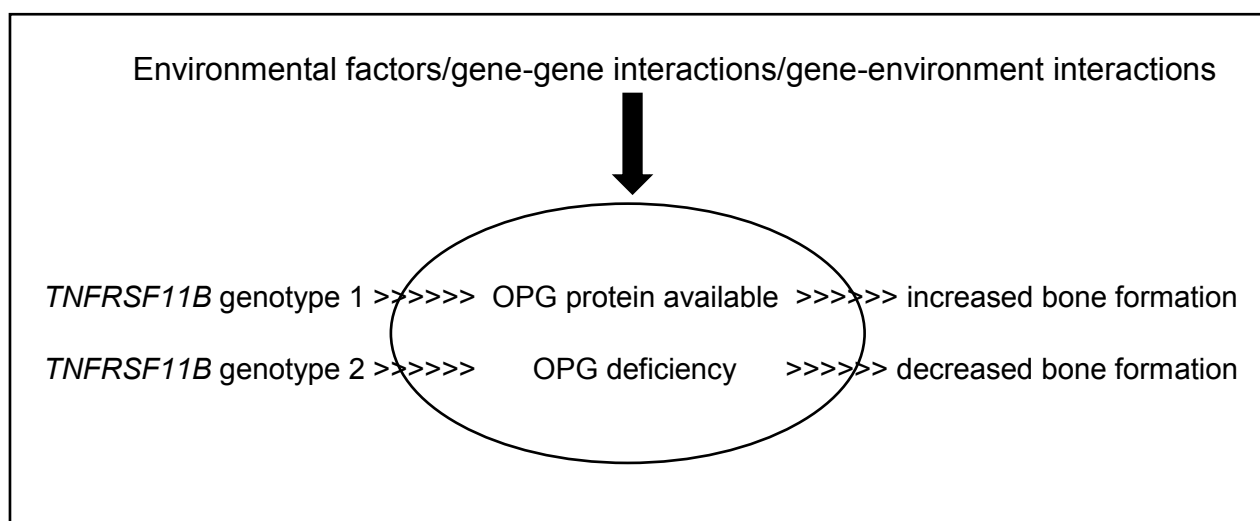 Environmental factors/gene-gene interactions/gene-environment interactions
TNFRSF11B genotype 1 >>>>>> OPG protein available >>>>>> increased bone formation
TNFRSF11B genotype 2 >>>>>> OPG deficiency >>>>>> decreased bone formation